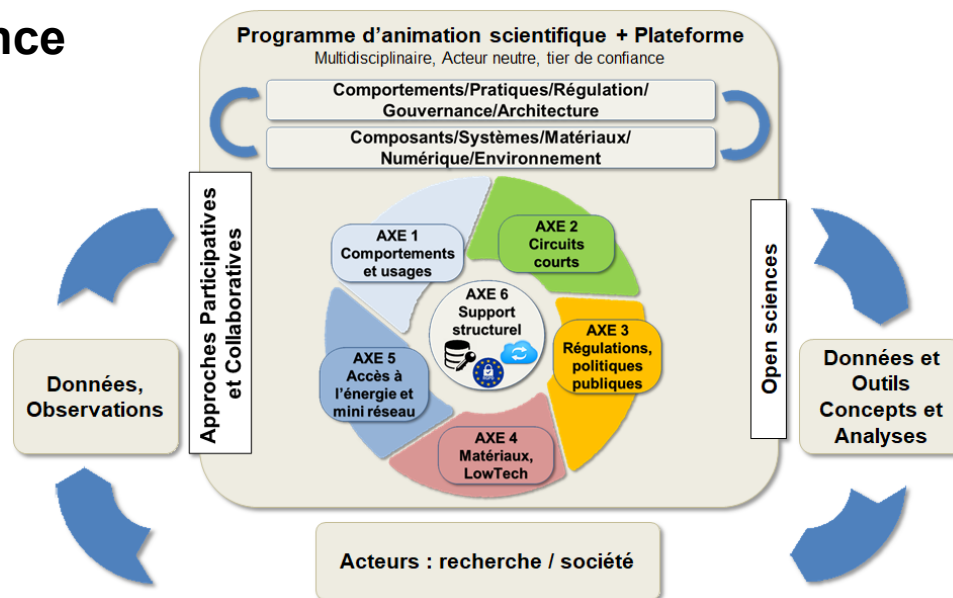 nce
Programme d'animation scientifique + Plateforme
Multidisciplinaire, Acteur neutre, tier de confiance
Comportements/Pratiques/Régulation/
Gouvernance/Architecture
Composants/Systèmes/Matériaux/
Numérique/Environnement
Approches Participatives
et Collaboratives
AXE 1
Comportements
et usages
AXE 2
Circuits
courts
AXE 6
Support
structurel
AXE 3
Régulations,
politiques
publiques
AXE 5
Accès à
l'énergie et
mini réseau
AXE 4
Matériaux,
LowTech
Open sciences
Données,
Observations
Données et
Outils
Concepts et
Analyses
Acteurs : recherche / société